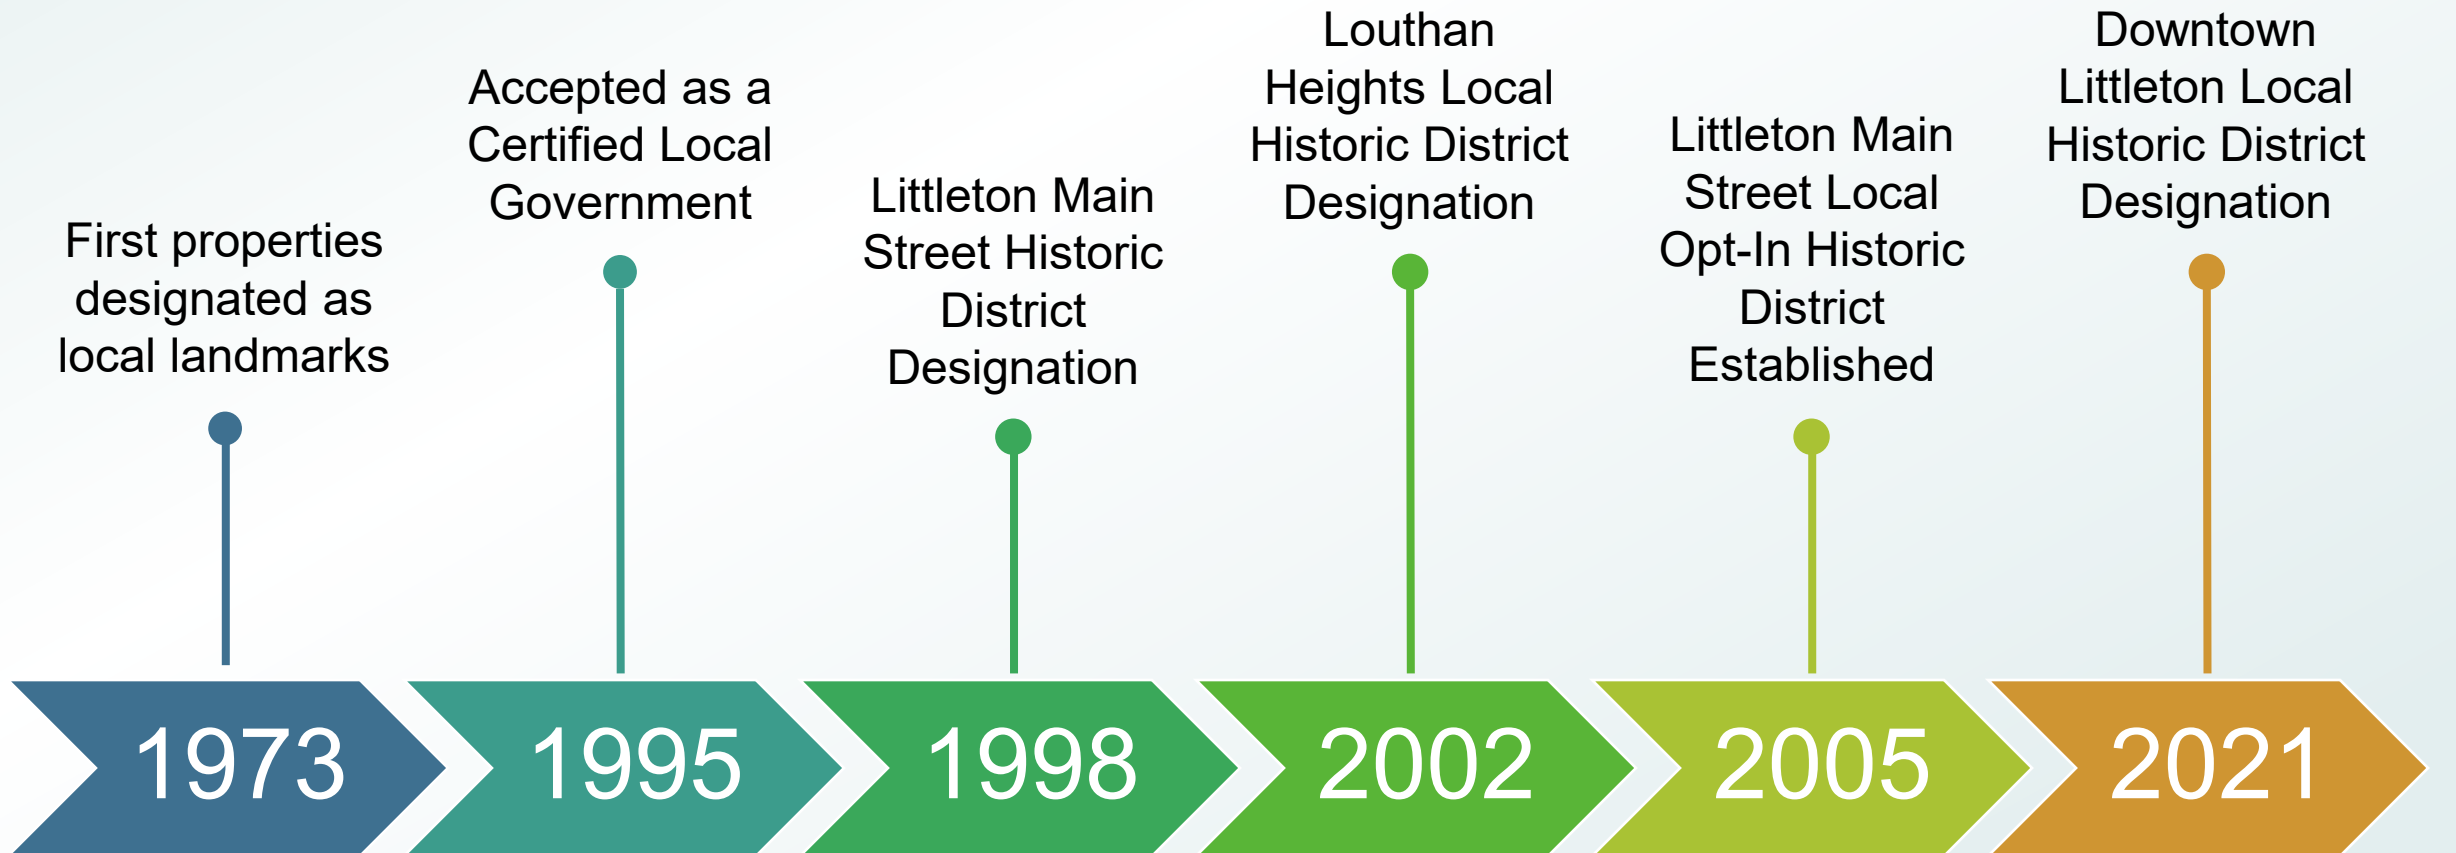 First properties
designated as
local landmarks
Accepted as a
Certified Local
Government
Littleton Main
Street Historic
District
Designation
Louthan
Heights Local
Historic District
Designation
Littleton Main
Street Local
Opt-In Historic
District
Established
Downtown
Littleton Local
Historic District
Designation
1973
1995
1998
2002
2005
2021